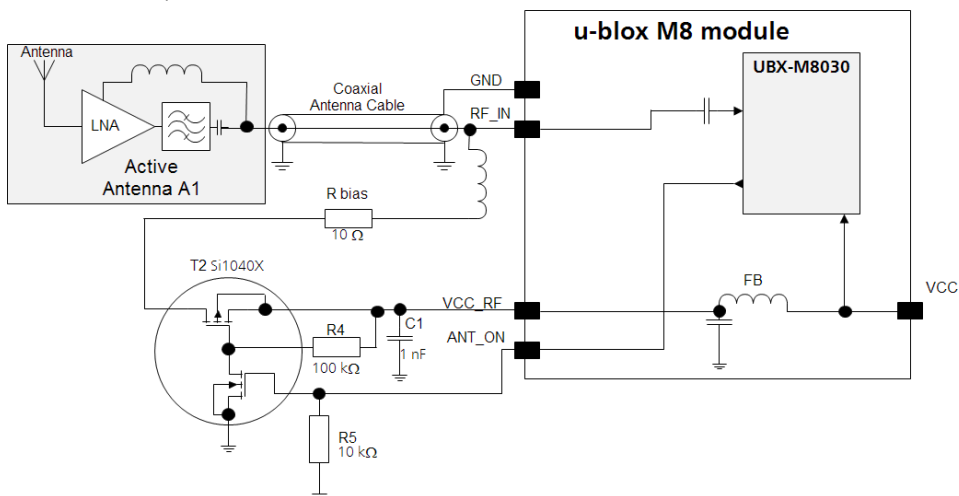 u-blox M8 module
Antenna
UBX-M8030
GND
Coaxial
Antenna Cable
RF_IN
LNA
Active
Antenna A1
R bias
10 Ω
T2 Si1040X
FB
VCC
VCC_RF
C1
R4
ANT_ON
1 nF
100 kΩ
R5
10 kΩ